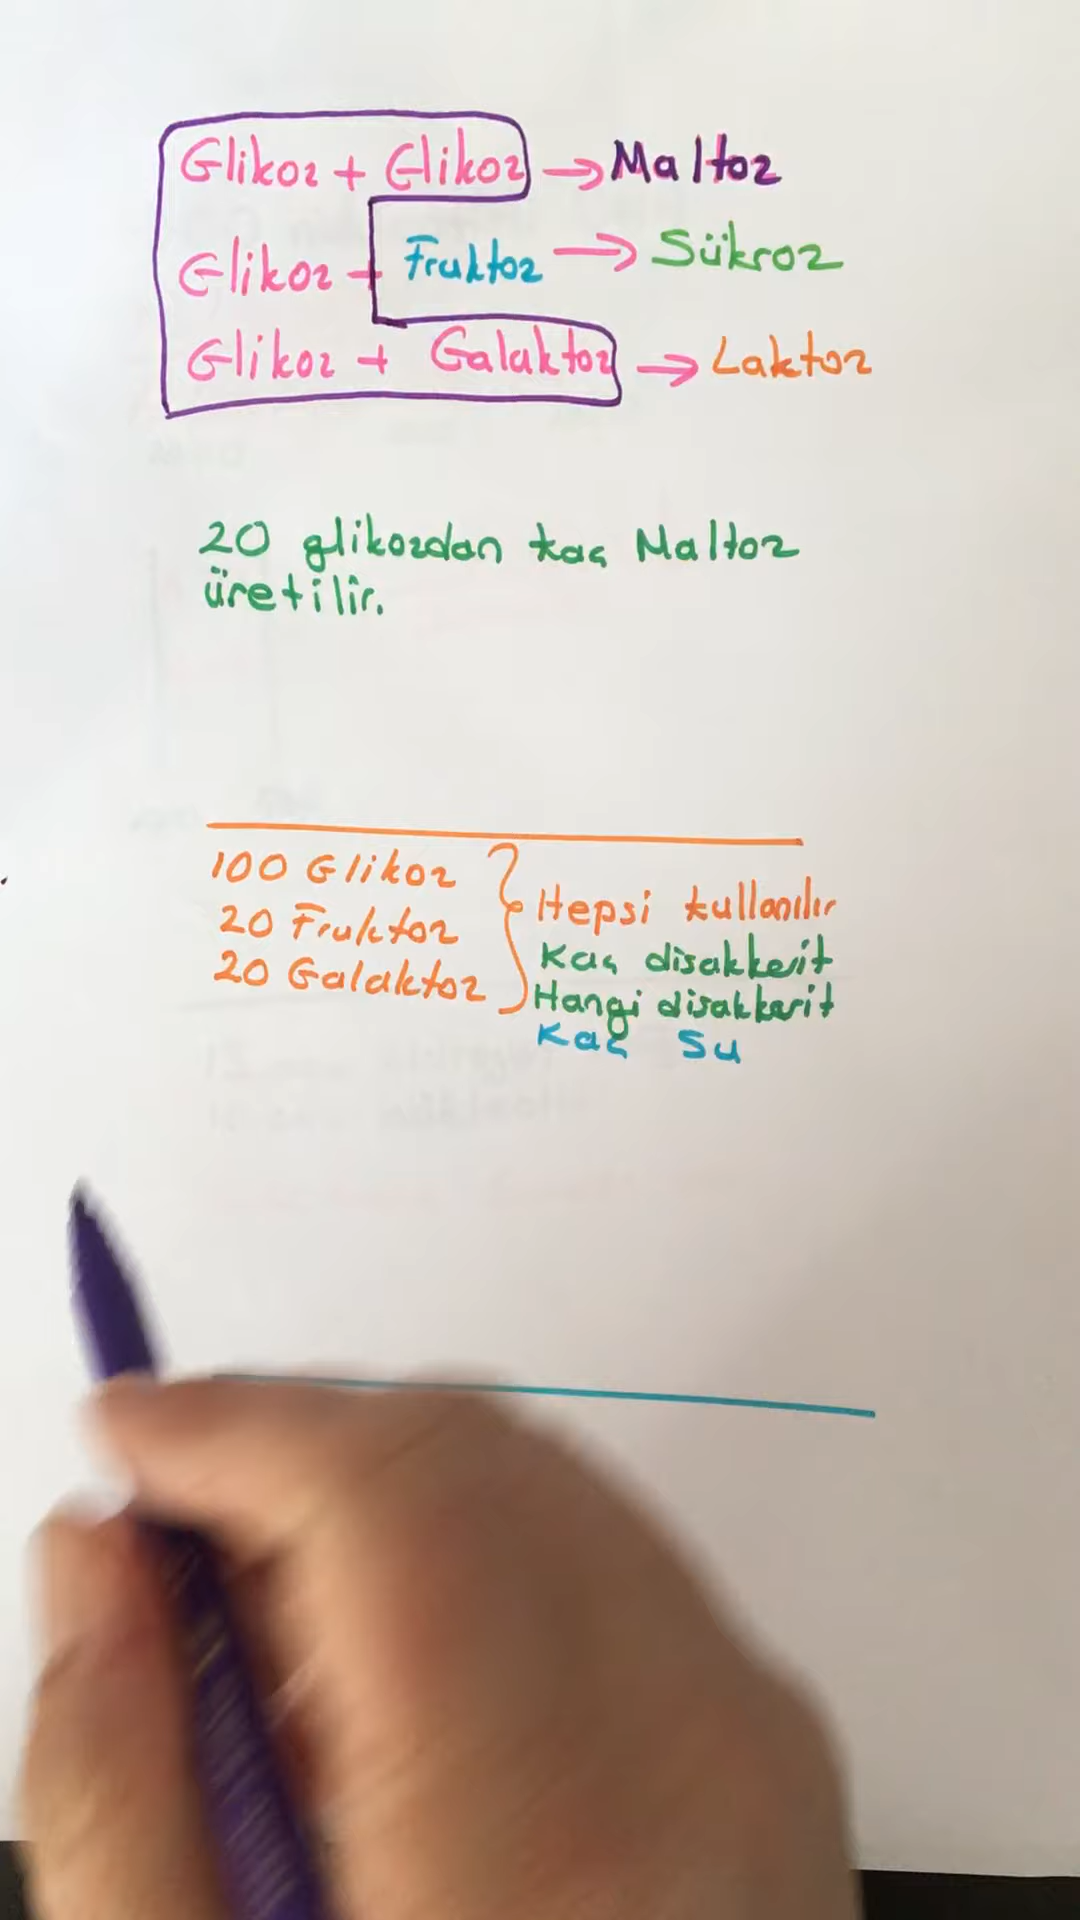 Glikoz + Glikoz → Maltoz
Glikoz + Fruktoz → Sükroz
Glikoz + Galaktoz → Laktoz
20 glikozdan kaç Maltoz
üretilir.
100 Glikoz
20 Fruktoz
20 Galaktoz
Hepsi kullanılır
Kaç disakkerit
Hangi disakkarit
Kaç Su